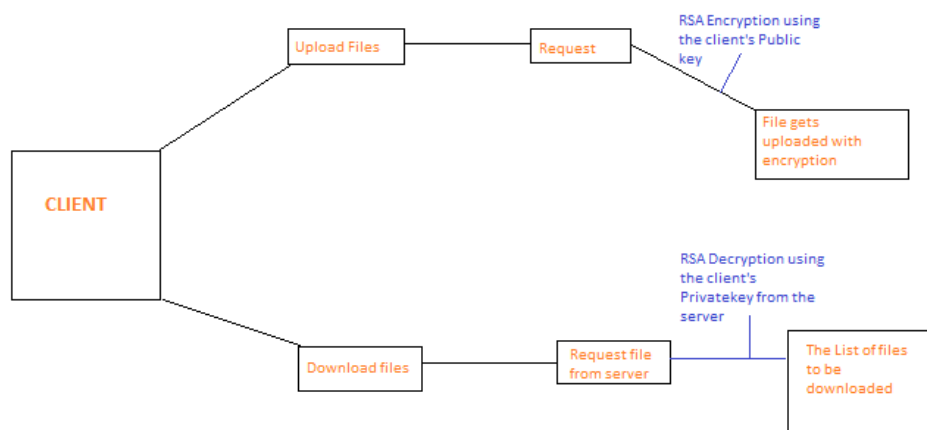 Upload Files
Request
RSA Encryption using
the client's Public
key
File gets
uploaded with
encryption
CLIENT
RSA Decryption using
the client's
Privatekey from the
server
Download files
Request file
from server
The List of files
to be
downloaded